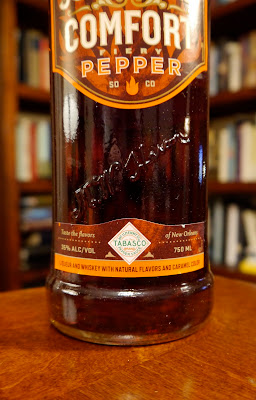 COMFORT
FIERY
PEPPER
SO CO
Taste the flavors of New Orleans
35% ALC/VOL 750 ML
TABASCO
LIQUEUR AND WHISKEY WITH NATURAL FLAVORS AND CARAMEL COLOR